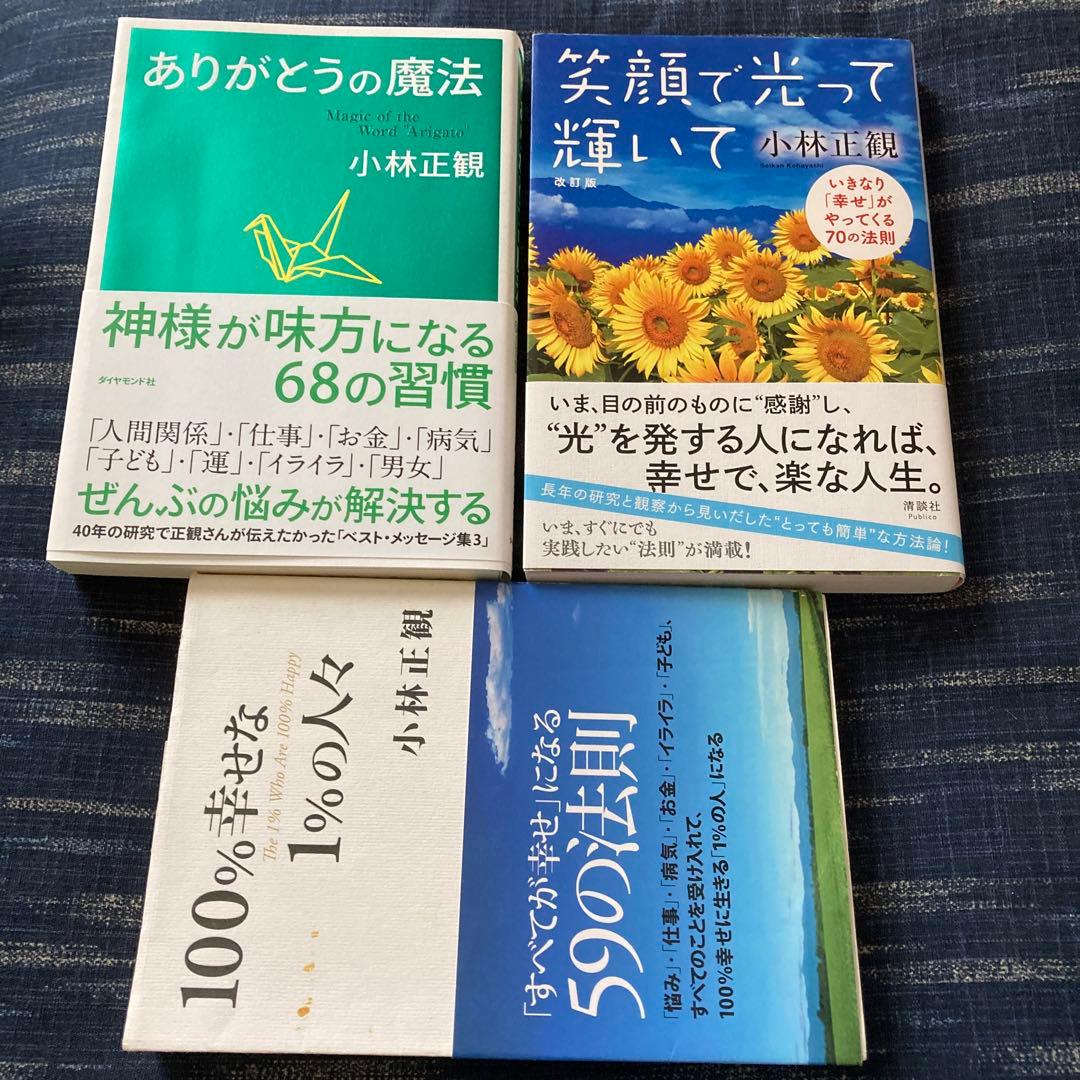 ありがとうの魔法
Magic of the
Word "Arigato"
小林正観
神様が味方になる
68の習慣
ダイヤモンド社
「人間関係」・「仕事」・「お金」・「病気」
「子ども」・「運」・「イライラ」・「男女」
ぜんぶの悩みが解決する
40年の研究で正観さんが伝えたかった「ベスト・メッセージ集3」
笑顔で光って
輝いて
改訂版
小林正観
Seikan Kobayashi
いきなり
「幸せ」が
やってくる
70の法則
いま、目の前のものに“感謝”し、
“光”を発する人になれば、
幸せで、楽な人生。
清談社
Publico
長年の研究と観察から見いだした“とっても簡単”な方法論!
いま、すぐにでも
実践したい“法則”が満載!
100%幸せな
The 1% Who Are 100% Happy
1%の人々
小林正観
「すべてが幸せ」になる
59の法則
「悩み」・「仕事」・「病気」・「お金」・「イライラ」・「子ども」、
すべてのことを受け入れて、
100%幸せに生きる「1%の人」になる